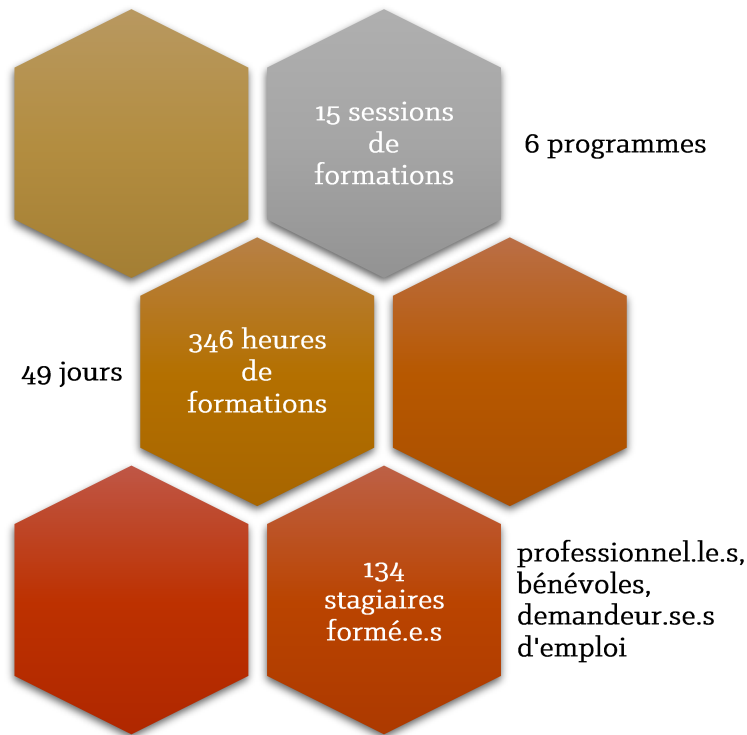 15 sessions
de
formations
6 programmes
346 heures
de
formations
49 jours
134
stagiaires
formé.e.s
professionnel.le.s,
bénévoles,
demandeur.se.s
d'emploi